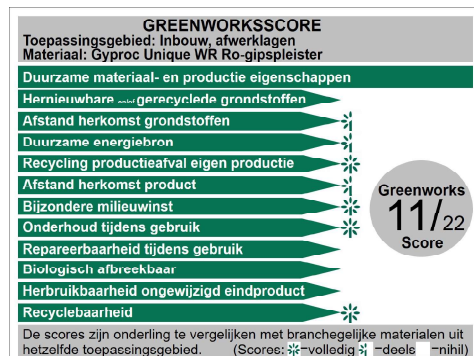 GREENWORKSSCORE
Toepassingsgebied: Inbouw, afwerklagen
Materiaal: Gyproc Unique WR Ro-gipspleister
Duurzame materiaal- en productie eigenschappen
Hernieuwbare en/of gerecyclede grondstoffen
Afstand herkomst grondstoffen
Duurzame energiebron
Recycling productieafval eigen productie
Afstand herkomst product
Bijzondere milieuwinst
Onderhoud tijdens gebruik
Repareerbaarheid tijdens gebruik
Biologisch afbreekbaar
Herbruikbaarheid ongewijzigd eindproduct
Recyclebaarheid
Greenworks
11/22
Score
De scores zijn onderling te vergelijken met branchegelijke materialen uit
hetzelfde toepassingsgebied. (Scores: =volledig =deels =nihil)